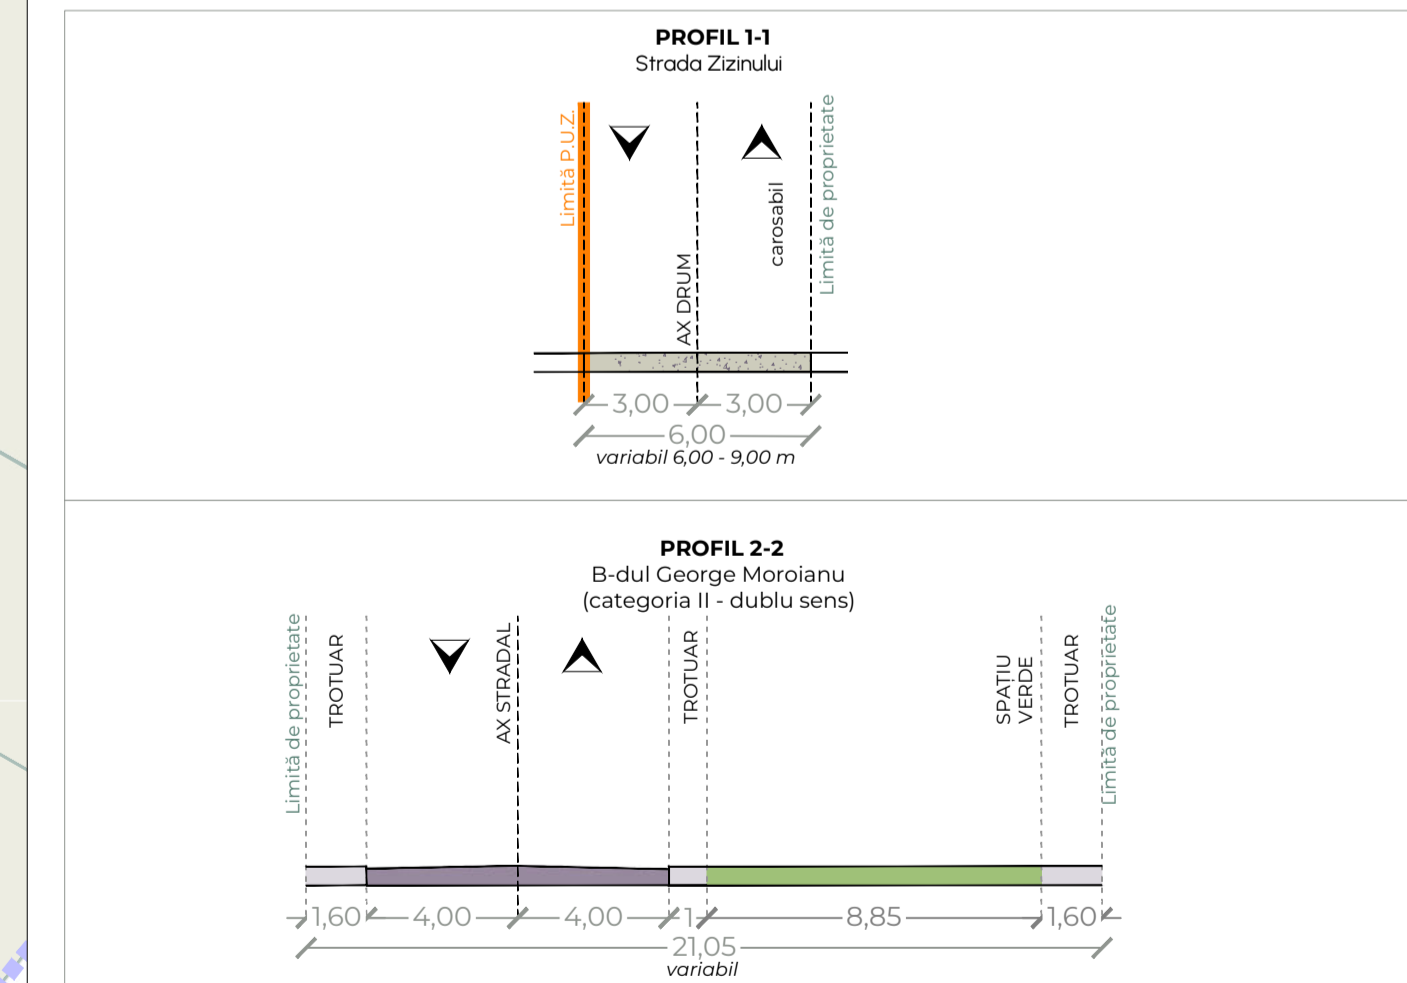 PROFIL 1-1
Strada Zizinului
Limită P.U.Z.
AX DRUM
carosabil
Limită de proprietate
3,00
3,00
6,00
variabil 6,00 - 9,00 m
PROFIL 2-2
B-dul George Moroianu
(categoria II - dublu sens)
Limită de proprietate
TROTUAR
AX STRADAL
TROTUAR
SPAȚIU
VERDE
TROTUAR
Limită de proprietate
1,60
4,00
4,00
1
8,85
1,60
21,05
variabil